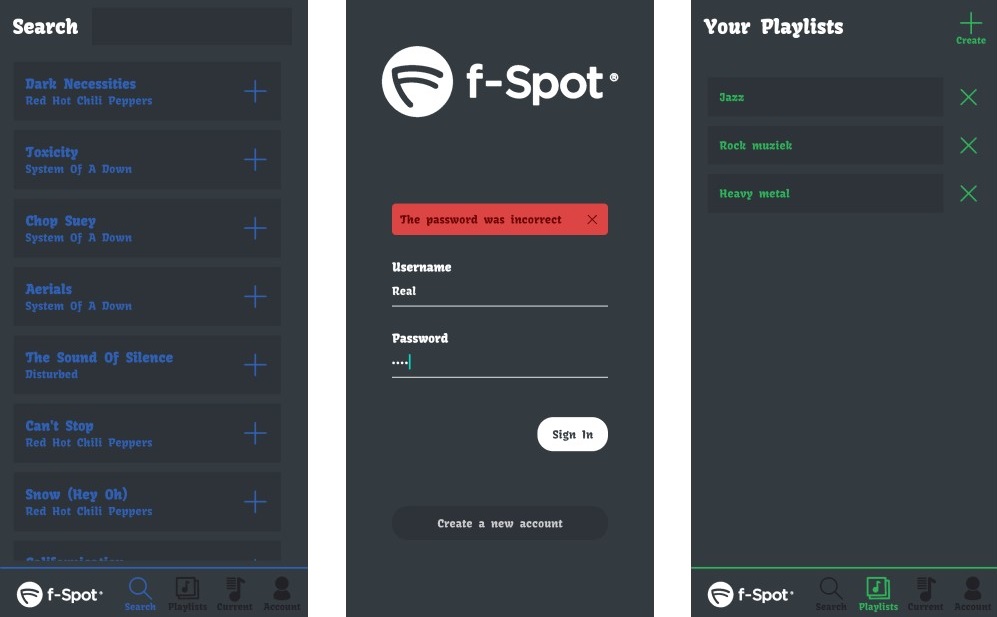 Search
Dark Necessities
Red Hot Chili Peppers
Toxicity
System Of A Down
Chop Suey
System Of A Down
Aerials
System Of A Down
The Sound Of Silence
Disturbed
Can't Stop
Red Hot Chili Peppers
Snow (Hey Oh)
Red Hot Chili Peppers
Californication
f-Spot®
Search
Playlists
Current
Account
f-Spot®
The password was incorrect
Username
Real
Password
Sign In
Create a new account
Your Playlists
Create
Jazz
Rock muziek
Heavy metal
f-Spot®
Search
Playlists
Current
Account